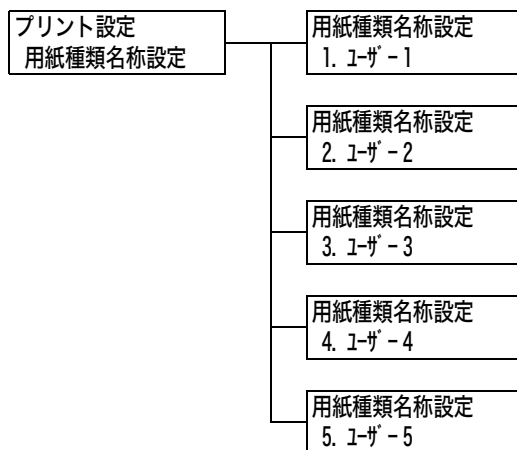 プリント設定
用紙種類名称設定
用紙種類名称設定
1. ﾕｰｻﾞｰ1
用紙種類名称設定
2. ﾕｰｻﾞｰ2
用紙種類名称設定
3. ﾕｰｻﾞｰ3
用紙種類名称設定
4. ﾕｰｻﾞｰ4
用紙種類名称設定
5. ﾕｰｻﾞｰ5